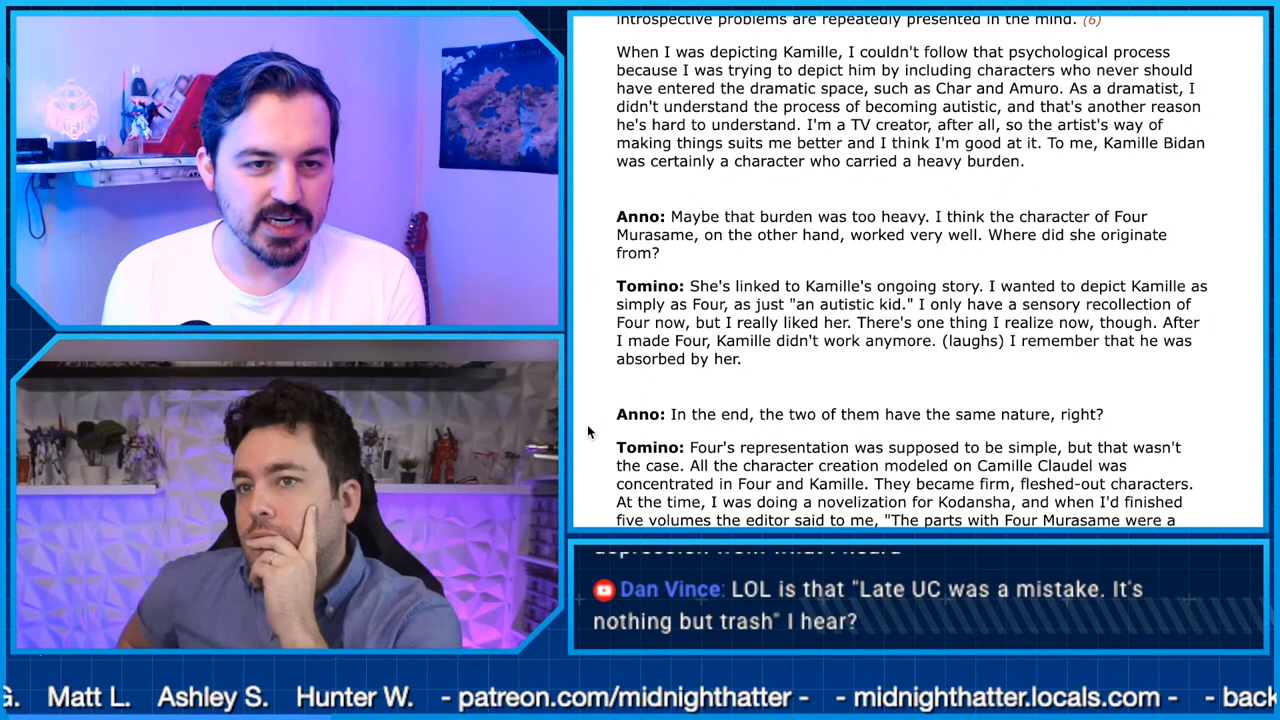 introspective problems are repeatedly presented in the mind. (6)
When I was depicting Kamille, I couldn't follow that psychological process
because I was trying to depict him by including characters who never should
have entered the dramatic space, such as Char and Amuro. As a dramatist, I
didn't understand the process of becoming autistic, and that's another reason
he's hard to understand. I'm a TV creator, after all, so the artist's way of
making things suits me better and I think I'm good at it. To me, Kamille Bidan
was certainly a character who carried a heavy burden.
Anno: Maybe that burden was too heavy. I think the character of Four
Murasame, on the other hand, worked very well. Where did she originate
from?
Tomino: She's linked to Kamille's ongoing story. I wanted to depict Kamille as
simply as Four, as just "an autistic kid." I only have a sensory recollection of
Four now, but I really liked her. There's one thing I realize now, though. After
I made Four, Kamille didn't work anymore. (laughs) I remember that he was
absorbed by her.
Anno: In the end, the two of them have the same nature, right?
Tomino: Four's representation was supposed to be simple, but that wasn't
the case. All the character creation modeled on Camille Claudel was
concentrated in Four and Kamille. They became firm, fleshed-out characters.
At the time, I was doing a novelization for Kodansha, and when I'd finished
five volumes the editor said to me, "The parts with Four Murasame were a
depression from what I heard
Dan Vince: LOL is that "Late UC was a mistake. It's
nothing but trash" I hear?
G. Matt L. Ashley S. Hunter W. - patreon.com/midnighthatter - - midnighthatter.locals.com - - back